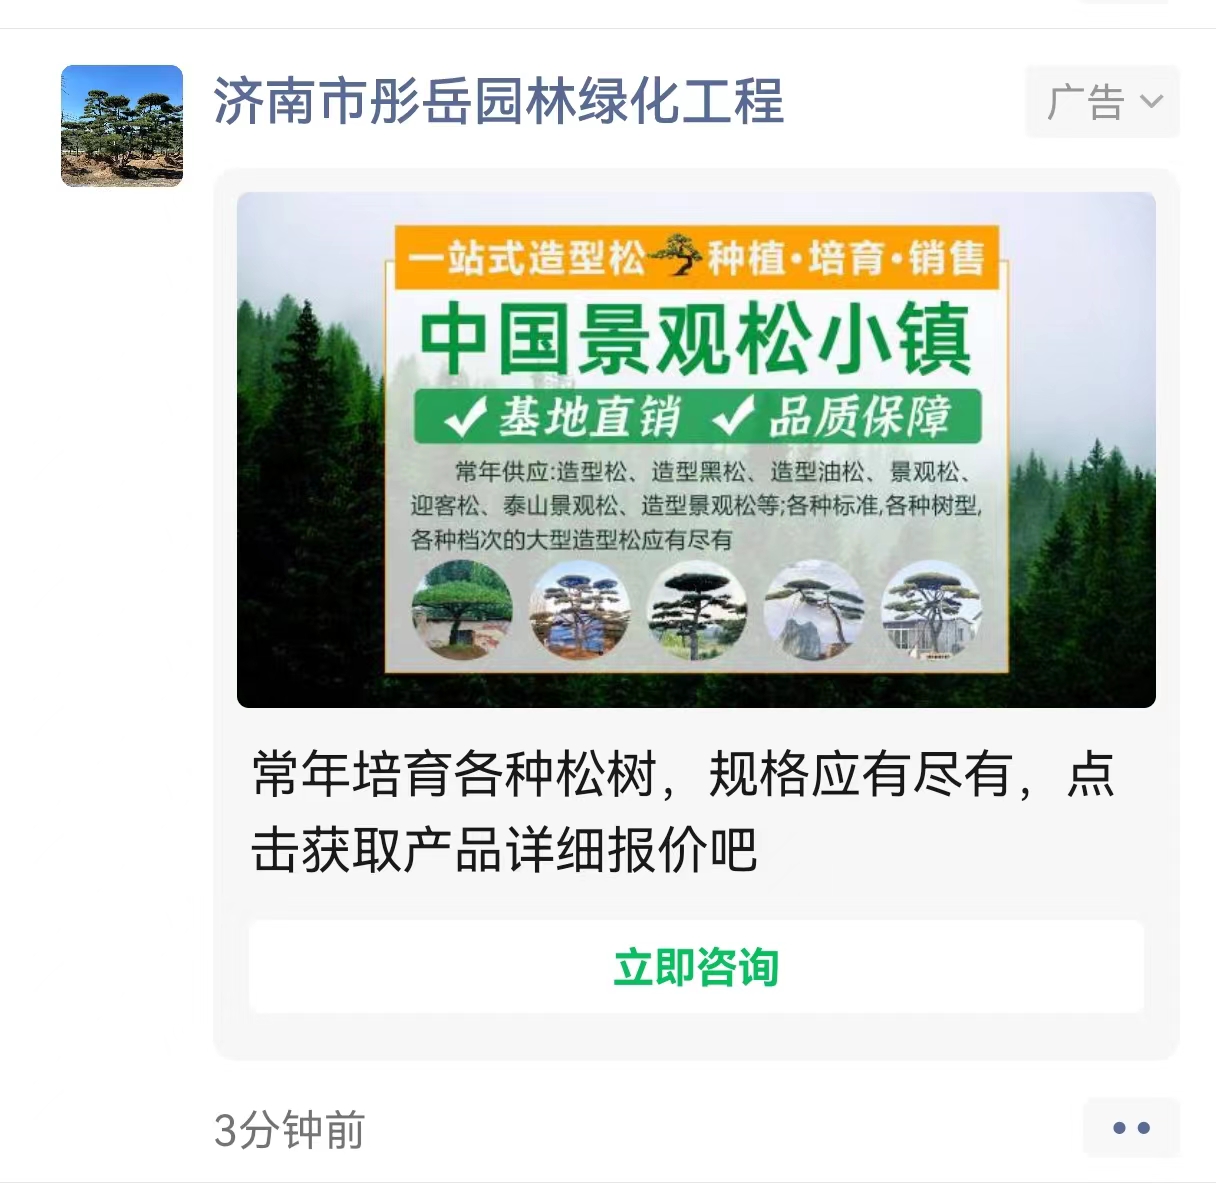 济南市彤岳园林绿化工程
广告
一站式造型松 种植·培育·销售
中国景观松小镇
✓基地直销 ✓品质保障
常年供应:造型松、造型黑松、造型油松、景观松、
迎客松、泰山景观松、造型景观松等;各种标准,各种树型,
各种档次的大型造型松应有尽有
常年培育各种松树，规格应有尽有，点
击获取产品详细报价吧
立即咨询
3分钟前